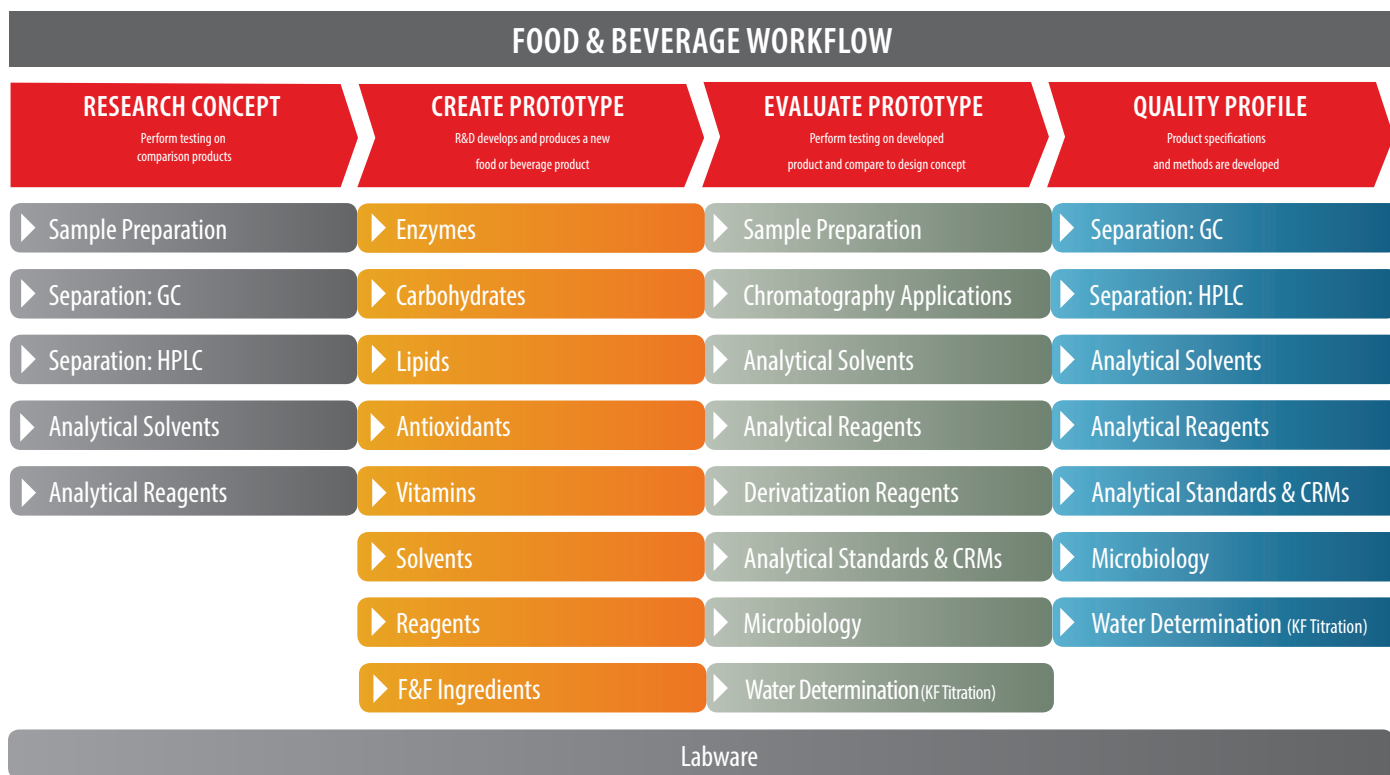 FOOD & BEVERAGE WORKFLOW
RESEARCH CONCEPT
Perform testing on
comparison products
CREATE PROTOTYPE
R&D develops and produces a new
food or beverage product
EVALUATE PROTOTYPE
Perform testing on developed
product and compare to design concept
QUALITY PROFILE
Product specifications
and methods are developed
Sample Preparation
Separation: GC
Separation: HPLC
Analytical Solvents
Analytical Reagents
Enzymes
Carbohydrates
Lipids
Antioxidants
Vitamins
Solvents
Reagents
F&F Ingredients
Sample Preparation
Chromatography Applications
Analytical Solvents
Analytical Reagents
Derivatization Reagents
Analytical Standards & CRMs
Microbiology
Water Determination (KF Titration)
Separation: GC
Separation: HPLC
Analytical Solvents
Analytical Reagents
Analytical Standards & CRMs
Microbiology
Water Determination (KF Titration)
Labware